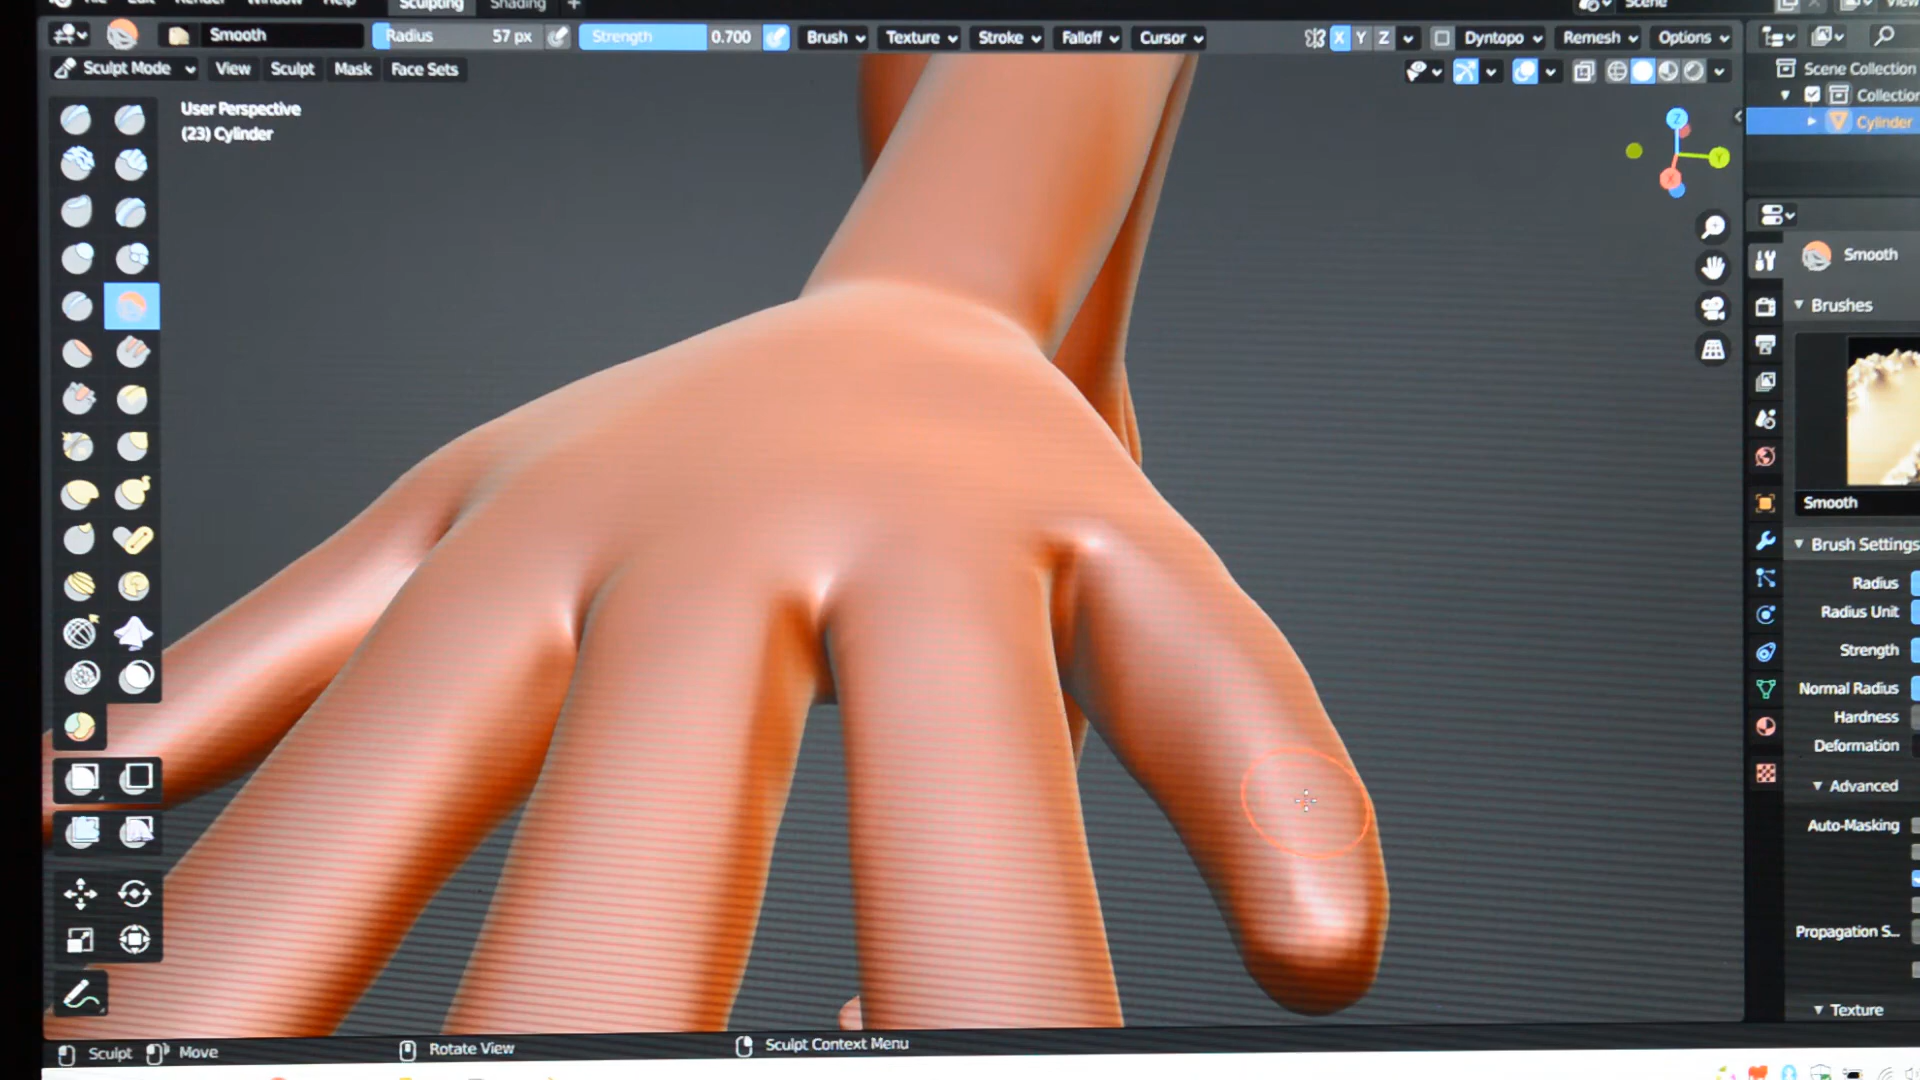 Sculpting
Shading
Scene
Smooth
Radius 57 px
Strength 0.700
Brush Texture Stroke Falloff Cursor
X Y Z
Dyntopo Remesh Options
Sculpt Mode View Sculpt Mask Face Sets
User Perspective
(23) Cylinder
Z
Y
X
Scene Collection
Cylinder
Smooth
Brushes
Smooth
Brush Settings
Radius
Radius Unit
Strength
Normal Radius
Hardness
Deformation
Advanced
Auto-Masking
Propagation S...
Texture
Sculpt Move Rotate View Sculpt Context Menu